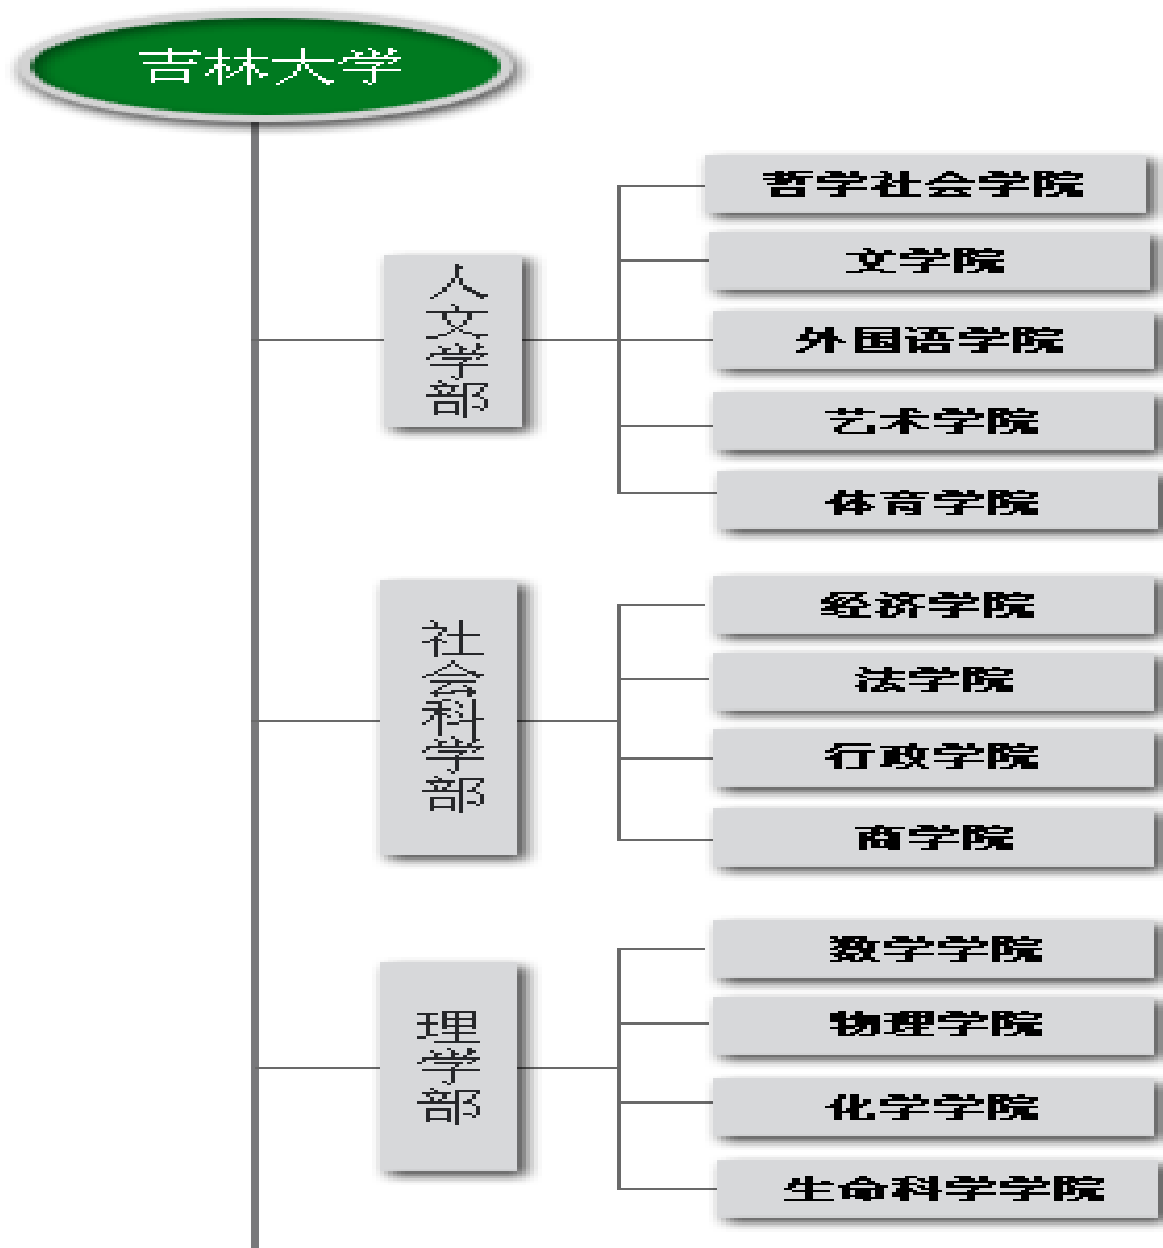 吉林大学
人文学部
哲学社会学院
文学院
外国语学院
艺术学院
体育学院
社会科学部
经济学院
法学院
行政学院
商学院
理学部
数学学院
物理学院
化学学院
生命科学学院